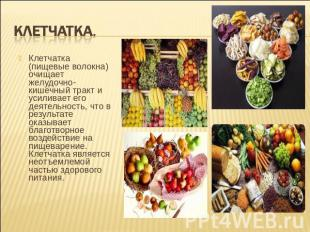 КЛЕТЧАТКА.
Клетчатка
(пищевые волокна)
очищает
желудочно-
кишечный тракт и
усиливает его
деятельность, что в
результате
оказывает
благотворное
воздействие на
пищеварение.
Клетчатка является
неотъемлемой
частью здорового
питания.
PPt4WEB.ru